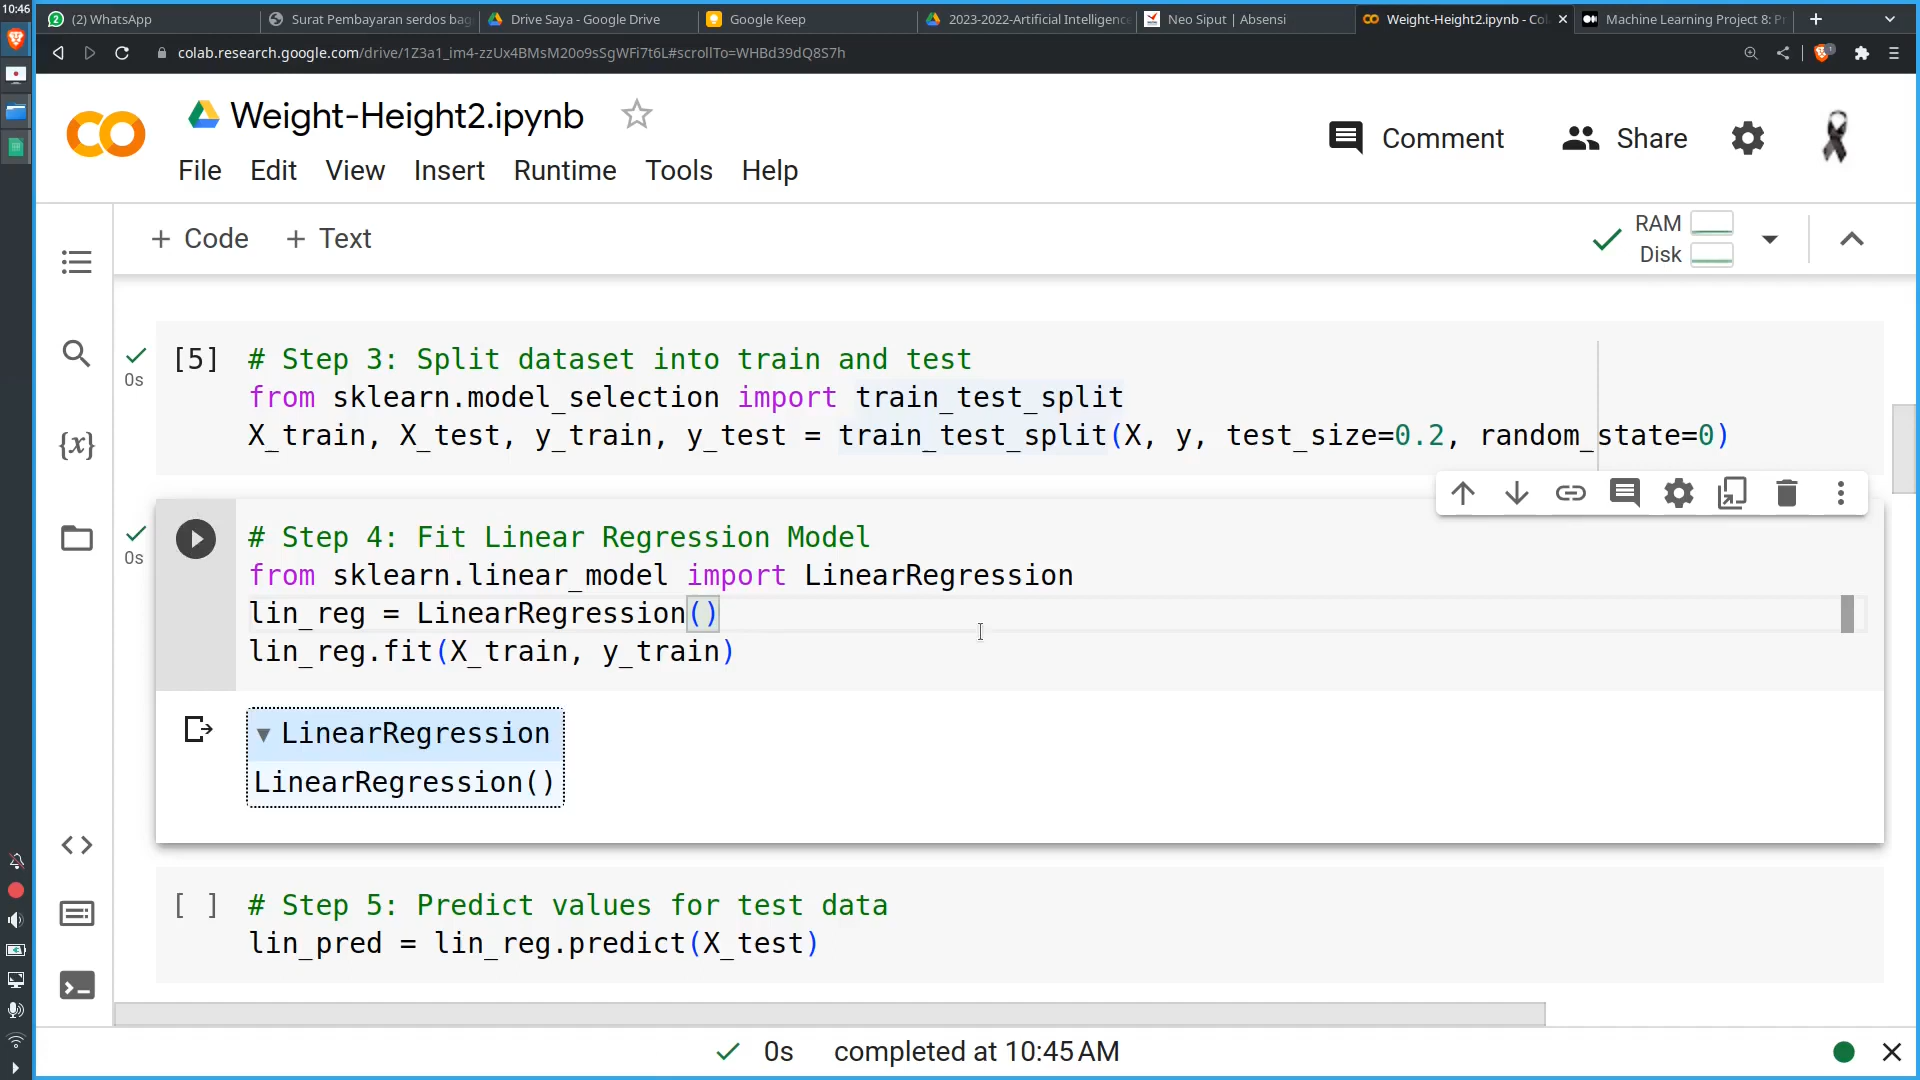 10:46
(2) WhatsApp
Surat Pembayaran serdos bag
Drive Saya - Google Drive
Google Keep
2023-2022-Artificial Intelligence
Neo Siput | Absensi
Weight-Height2.ipynb - Col
Machine Learning Project 8: Pr
colab.research.google.com/drive/1Z3a1_im4-zzUx4BMsM20o9sSgWFi7t6L#scrollTo=WHBd39dQ8S7h
Weight-Height2.ipynb
Comment
Share
File Edit View Insert Runtime Tools Help
+ Code + Text
RAM
Disk
[5] # Step 3: Split dataset into train and test
0s
from sklearn.model_selection import train_test_split
X_train, X_test, y_train, y_test = train_test_split(X, y, test_size=0.2, random_state=0)
# Step 4: Fit Linear Regression Model
0s
from sklearn.linear_model import LinearRegression
lin_reg = LinearRegression()
lin_reg.fit(X_train, y_train)
▼ LinearRegression
LinearRegression()
[ ] # Step 5: Predict values for test data
lin_pred = lin_reg.predict(X_test)
0s completed at 10:45 AM